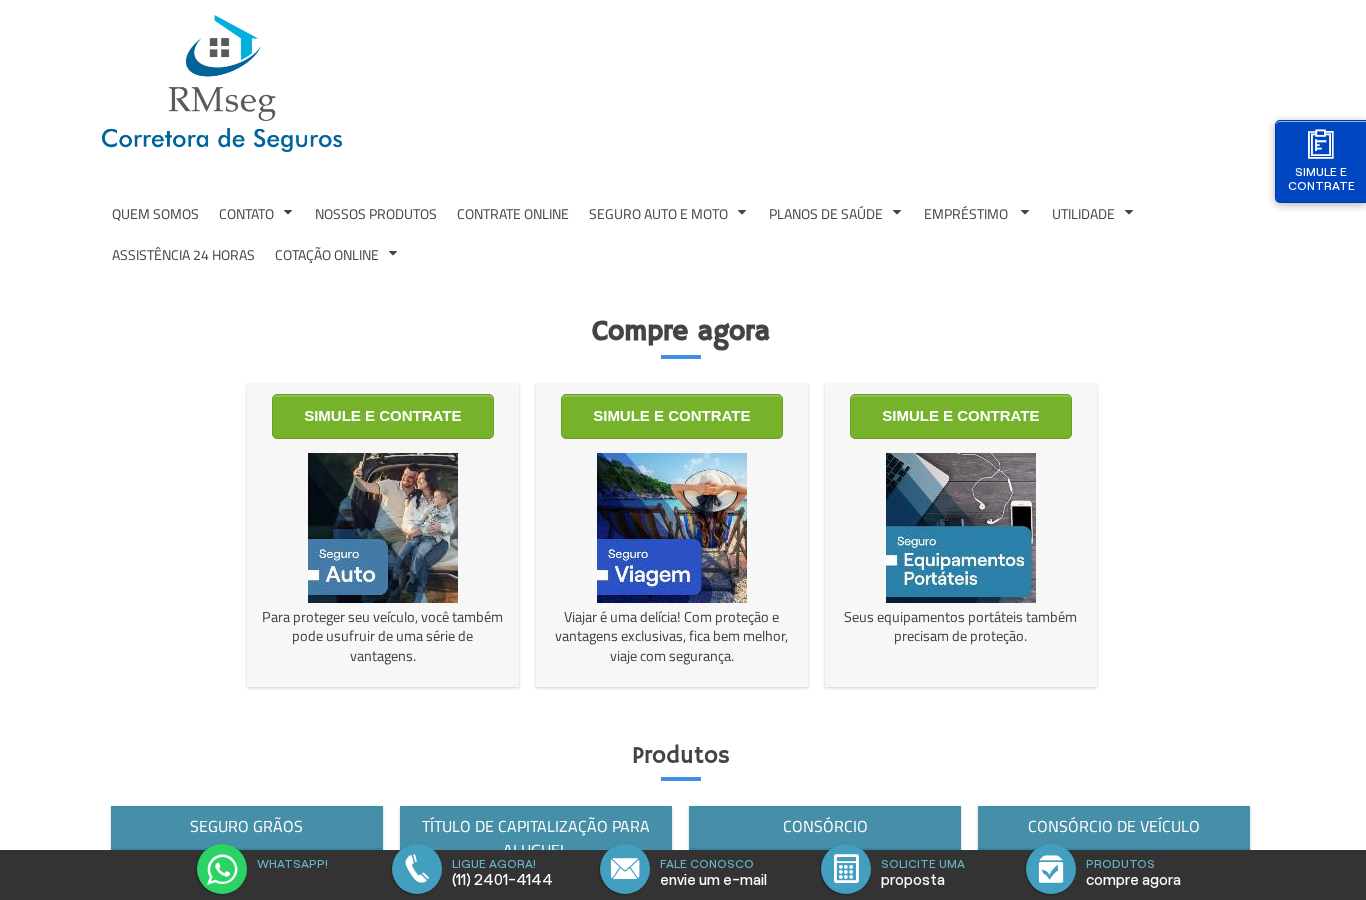 RMseg
Corretora de Seguros
SIMULE E
CONTRATE
QUEM SOMOS CONTATO NOSSOS PRODUTOS CONTRATE ONLINE SEGURO AUTO E MOTO PLANOS DE SAÚDE EMPRÉSTIMO UTILIDADE
ASSISTÊNCIA 24 HORAS COTAÇÃO ONLINE
Compre agora
SIMULE E CONTRATE
Seguro
Auto
Para proteger seu veículo, você também
pode usufruir de uma série de
vantagens.
SIMULE E CONTRATE
Seguro
Viagem
Viajar é uma delícia! Com proteção e
vantagens exclusivas, fica bem melhor,
viaje com segurança.
SIMULE E CONTRATE
Seguro
Equipamentos
Portáteis
Seus equipamentos portáteis também
precisam de proteção.
Produtos
SEGURO GRÃOS
TÍTULO DE CAPITALIZAÇÃO PARA
ALUGUEL
CONSÓRCIO
CONSÓRCIO DE VEÍCULO
WHATSAPP!
LIGUE AGORA!
(11) 2401-4144
FALE CONOSCO
envie um e-mail
SOLICITE UMA
proposta
PRODUTOS
compre agora